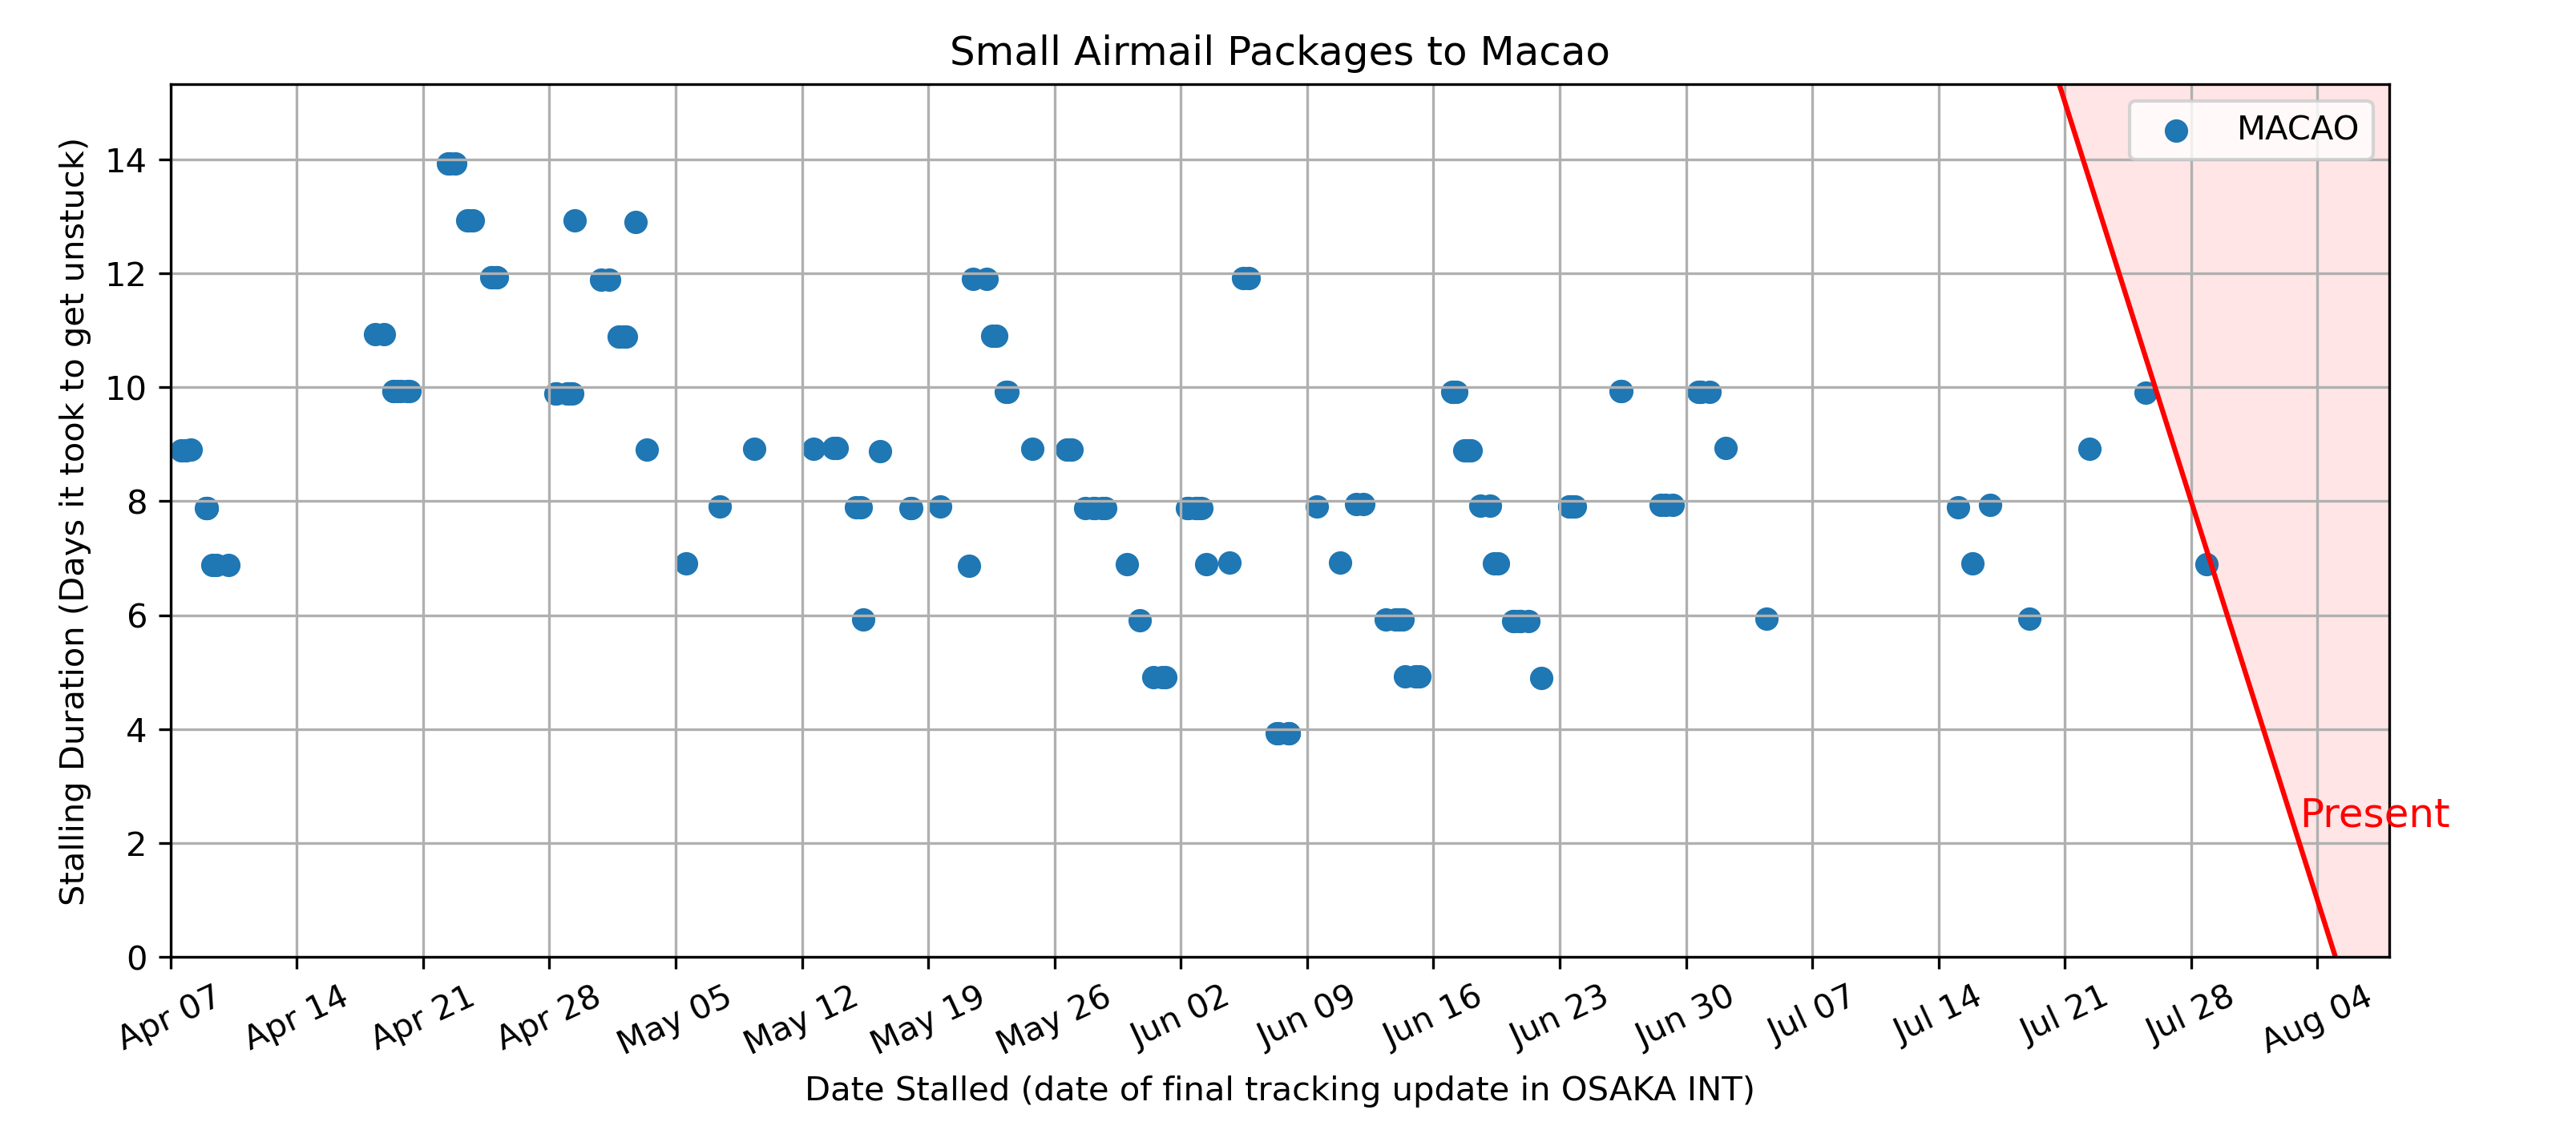 Small Airmail Packages to Macao
MACAO
Stalling Duration (Days it took to get unstuck)
14
12
10
8
6
4
2
0
Present
Apr 07
Apr 14
Apr 21
Apr 28
May 05
May 12
May 19
May 26
Jun 02
Jun 09
Jun 16
Jun 23
Jun 30
Jul 07
Jul 14
Jul 21
Jul 28
Aug 04
Date Stalled (date of final tracking update in OSAKA INT)